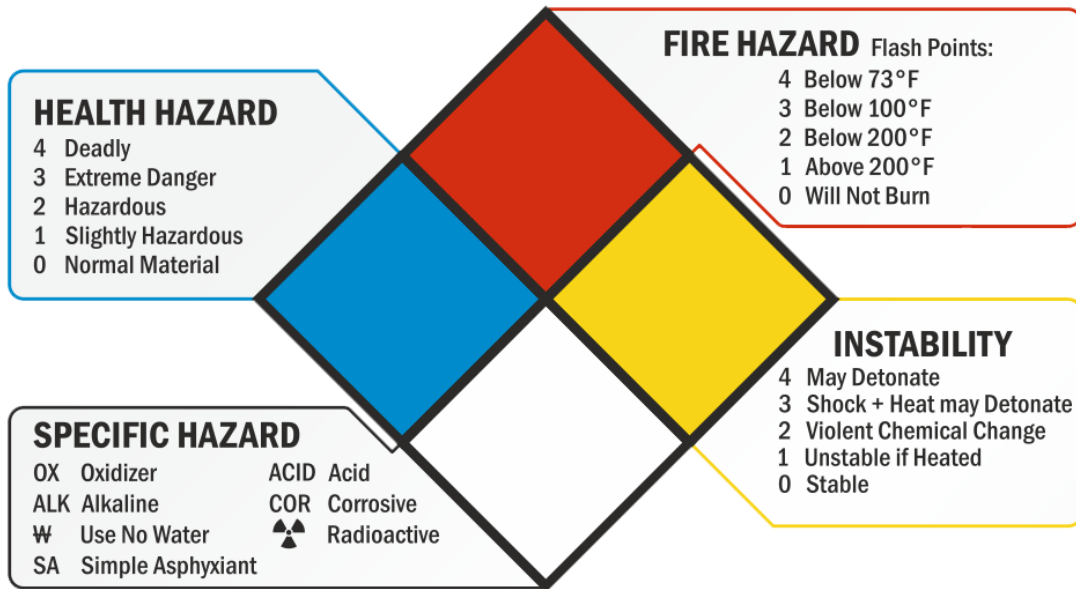 HEALTH HAZARD
4 Deadly
3 Extreme Danger
2 Hazardous
1 Slightly Hazardous
0 Normal Material
FIRE HAZARD Flash Points:
4 Below 73°F
3 Below 100°F
2 Below 200°F
1 Above 200°F
0 Will Not Burn
INSTABILITY
4 May Detonate
3 Shock + Heat may Detonate
2 Violent Chemical Change
1 Unstable if Heated
0 Stable
SPECIFIC HAZARD
OX Oxidizer ACID Acid
ALK Alkaline COR Corrosive
W̶ Use No Water ☢ Radioactive
SA Simple Asphyxiant